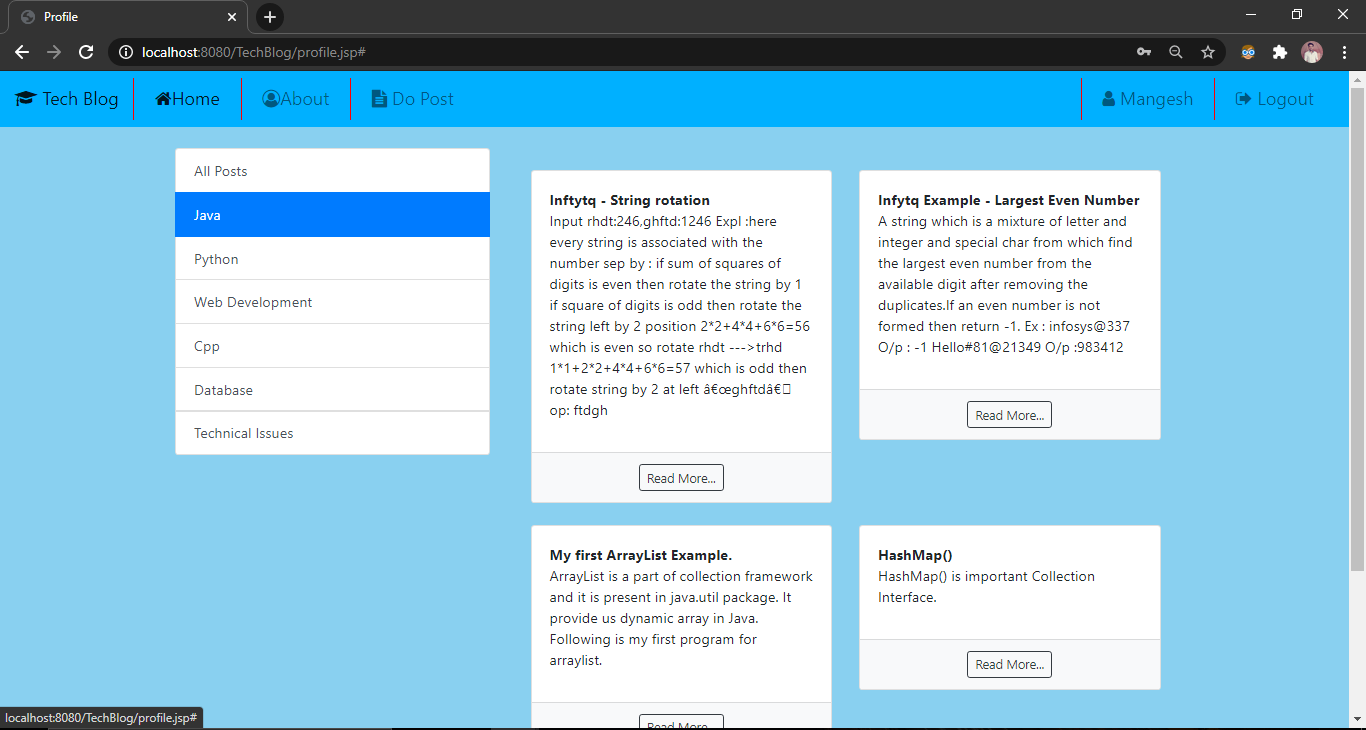 Profile
localhost:8080/TechBlog/profile.jsp#
Tech Blog
Home
About
Do Post
Mangesh
Logout
All Posts
Java
Python
Web Development
Cpp
Database
Technical Issues
Inftytq - String rotation
Input rhdt:246,ghftd:1246 Expl :here
every string is associated with the
number sep by : if sum of squares of
digits is even then rotate the string by 1
if square of digits is odd then rotate the
string left by 2 position 2*2+4*4+6*6=56
which is even so rotate rhdt --->trhd
1*1+2*2+4*4+6*6=57 which is odd then
rotate string by 2 at left â€œghftdâ€□
op: ftdgh
Read More...
Infytq Example - Largest Even Number
A string which is a mixture of letter and
integer and special char from which find
the largest even number from the
available digit after removing the
duplicates.If an even number is not
formed then return -1. Ex : infosys@337
O/p : -1 Hello#81@21349 O/p :983412
Read More...
My first ArrayList Example.
ArrayList is a part of collection framework
and it is present in java.util package. It
provide us dynamic array in Java.
Following is my first program for
arraylist.
Read More...
HashMap()
HashMap() is important Collection
Interface.
Read More...
localhost:8080/TechBlog/profile.jsp#